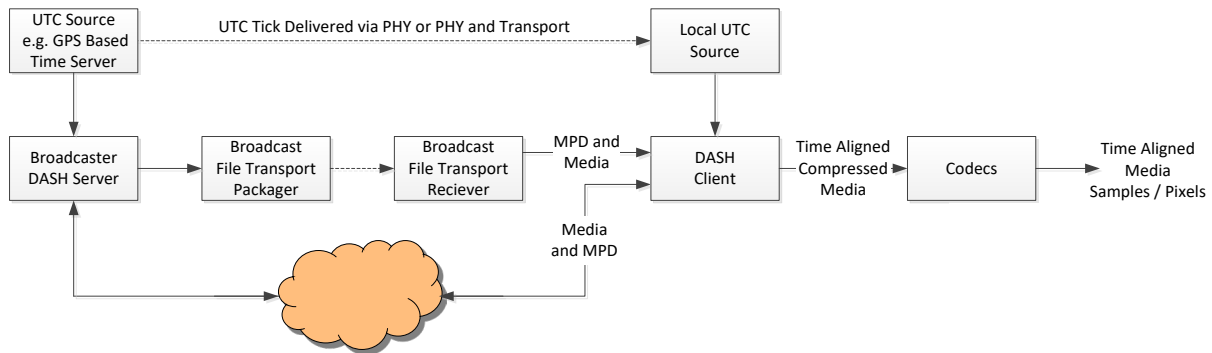 UTC Source
e.g. GPS Based
Time Server
UTC Tick Delivered via PHY or PHY and Transport
Local UTC
Source
Broadcaster
DASH Server
Broadcast
File Transport
Packager
Broadcast
File Transport
Reciever
MPD and
Media
DASH
Client
Time Aligned
Compressed
Media
Codecs
Time Aligned
Media
Samples / Pixels
Media
and MPD